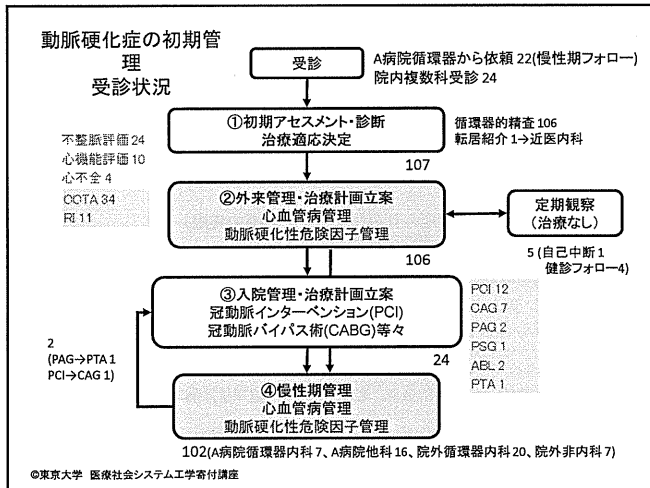 動脈硬化症の初期管
理
受診状況
受診
A病院循環器から依頼 22(慢性期フォロー)
院内複数科受診 24
①初期アセスメント・診断
治療適応決定
循環器的精査 106
転居紹介 1→近医内科
不整脈評価 24
心機能評価 10
心不全 4
CCTA 34
RI 11
107
②外来管理・治療計画立案
心血管病管理
動脈硬化性危険因子管理
定期観察
(治療なし)
5 (自己中断 1
健診フォロー4)
106
③入院管理・治療計画立案
冠動脈インターベンション(PCI)
冠動脈バイパス術(CABG)等々
PCI 12
CAG 7
PAG 2
PSG 1
ABL 2
PTA 1
2
(PAG→PTA 1
PCI→CAG 1)
24
④慢性期管理
心血管病管理
動脈硬化性危険因子管理
102(A病院循環器内科 7、A病院他科 16、院外循環器内科 20、院外非内科 7)
©東京大学 医療社会システム工学寄付講座